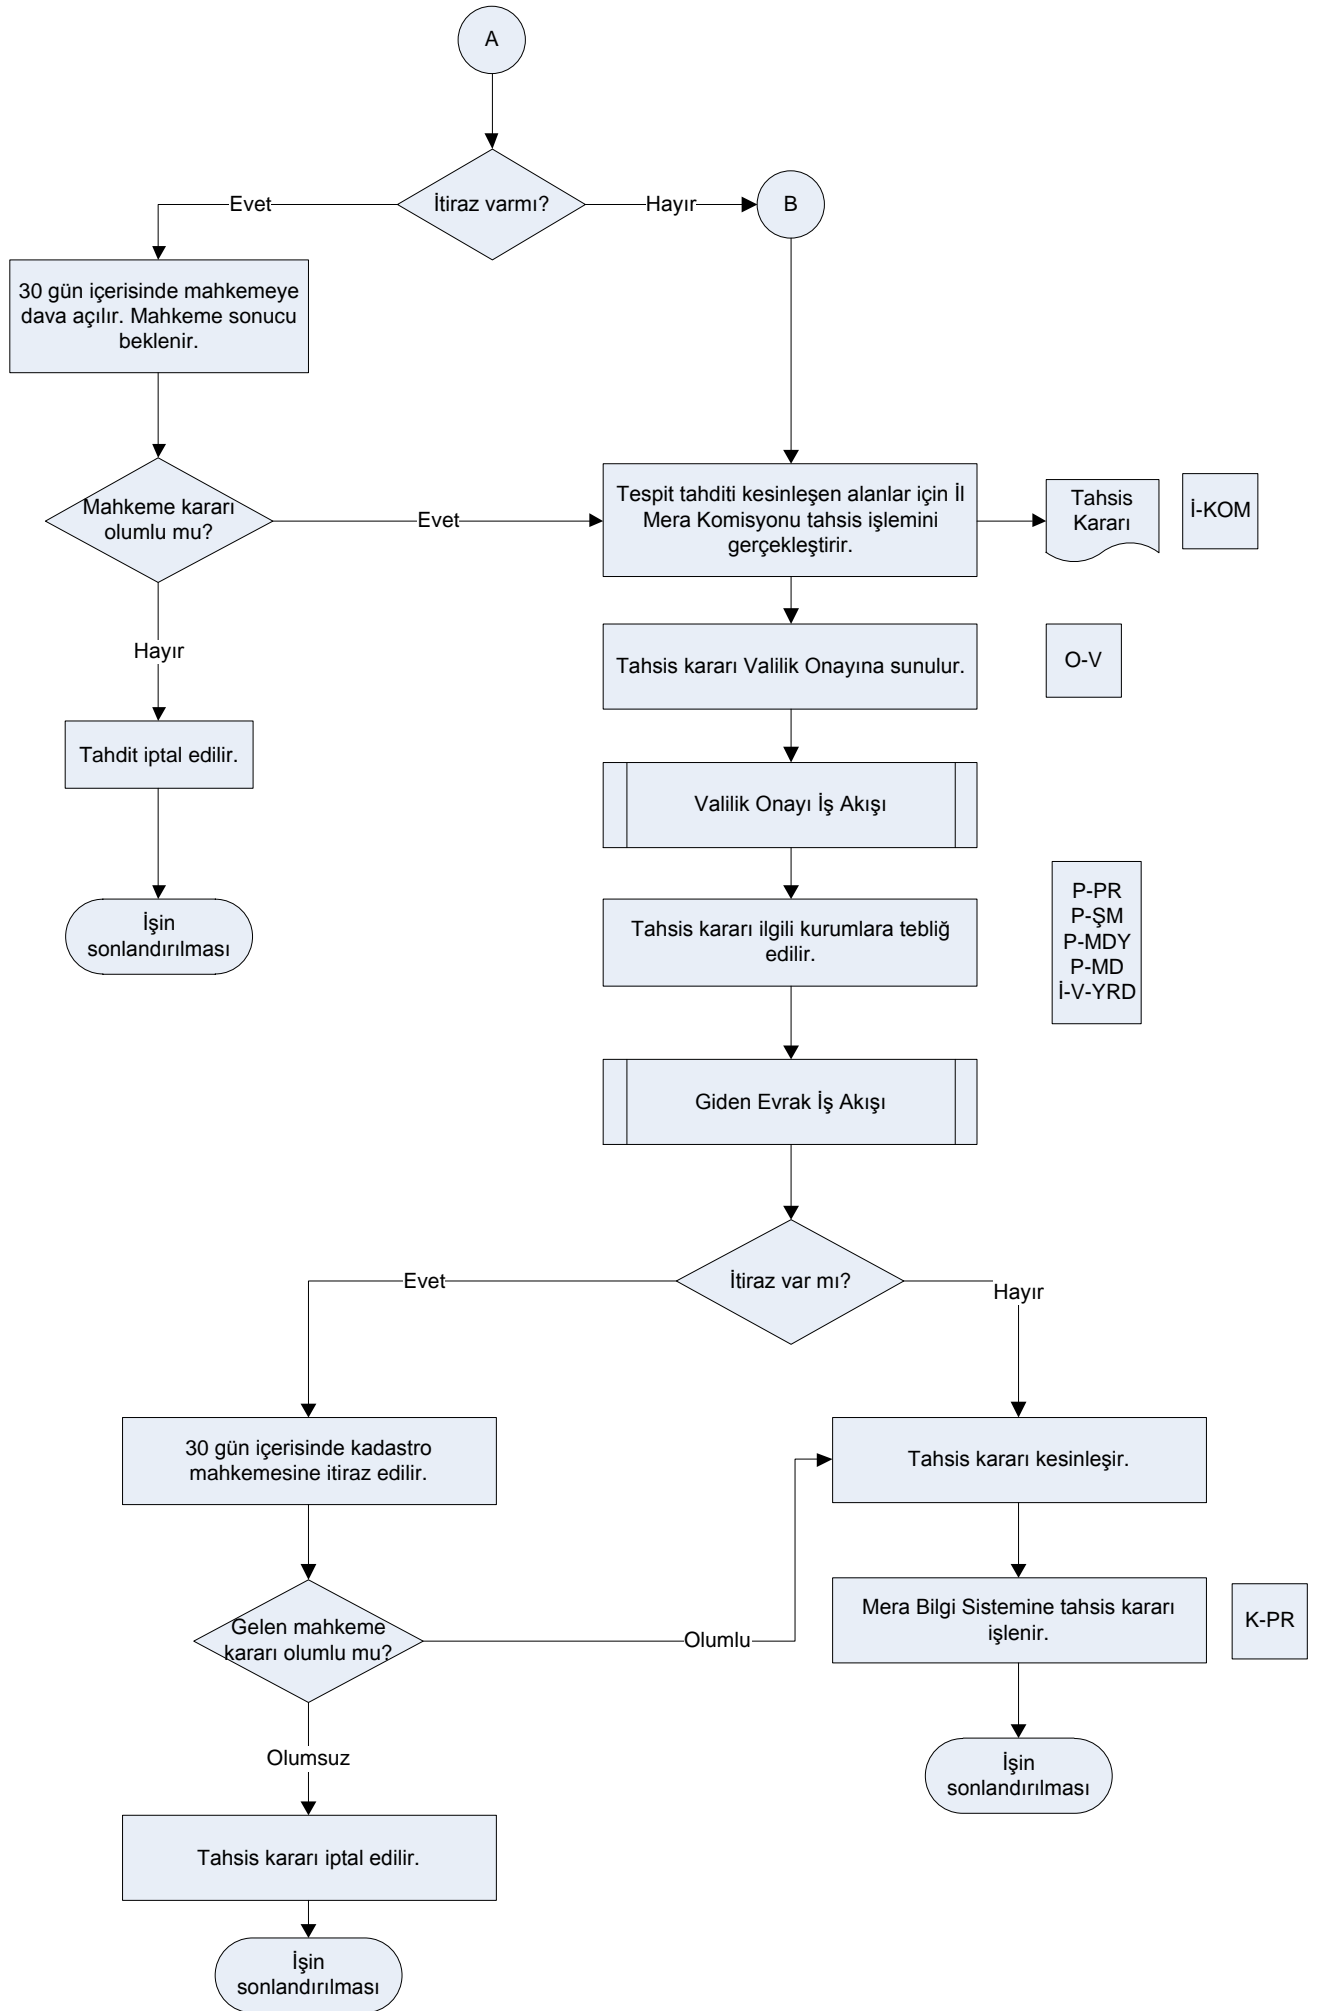 A
İtiraz varmı?
Evet
Hayır
B
30 gün içerisinde mahkemeye
dava açılır. Mahkeme sonucu
beklenir.
Mahkeme kararı
olumlu mu?
Evet
Tespit tahditi kesinleşen alanlar için İl
Mera Komisyonu tahsis işlemini
gerçekleştirir.
Tahsis
Kararı
İ-KOM
Hayır
Tahsis kararı Valilik Onayına sunulur.
O-V
Tahdit iptal edilir.
Valilik Onayı İş Akışı
İşin
sonlandırılması
Tahsis kararı ilgili kurumlara tebliğ
edilir.
P-PR
P-ŞM
P-MDY
P-MD
İ-V-YRD
Giden Evrak İş Akışı
İtiraz var mı?
Evet
Hayır
30 gün içerisinde kadastro
mahkemesine itiraz edilir.
Tahsis kararı kesinleşir.
Gelen mahkeme
kararı olumlu mu?
Olumlu
Mera Bilgi Sistemine tahsis kararı
işlenir.
K-PR
Olumsuz
İşin
sonlandırılması
Tahsis kararı iptal edilir.
İşin
sonlandırılması